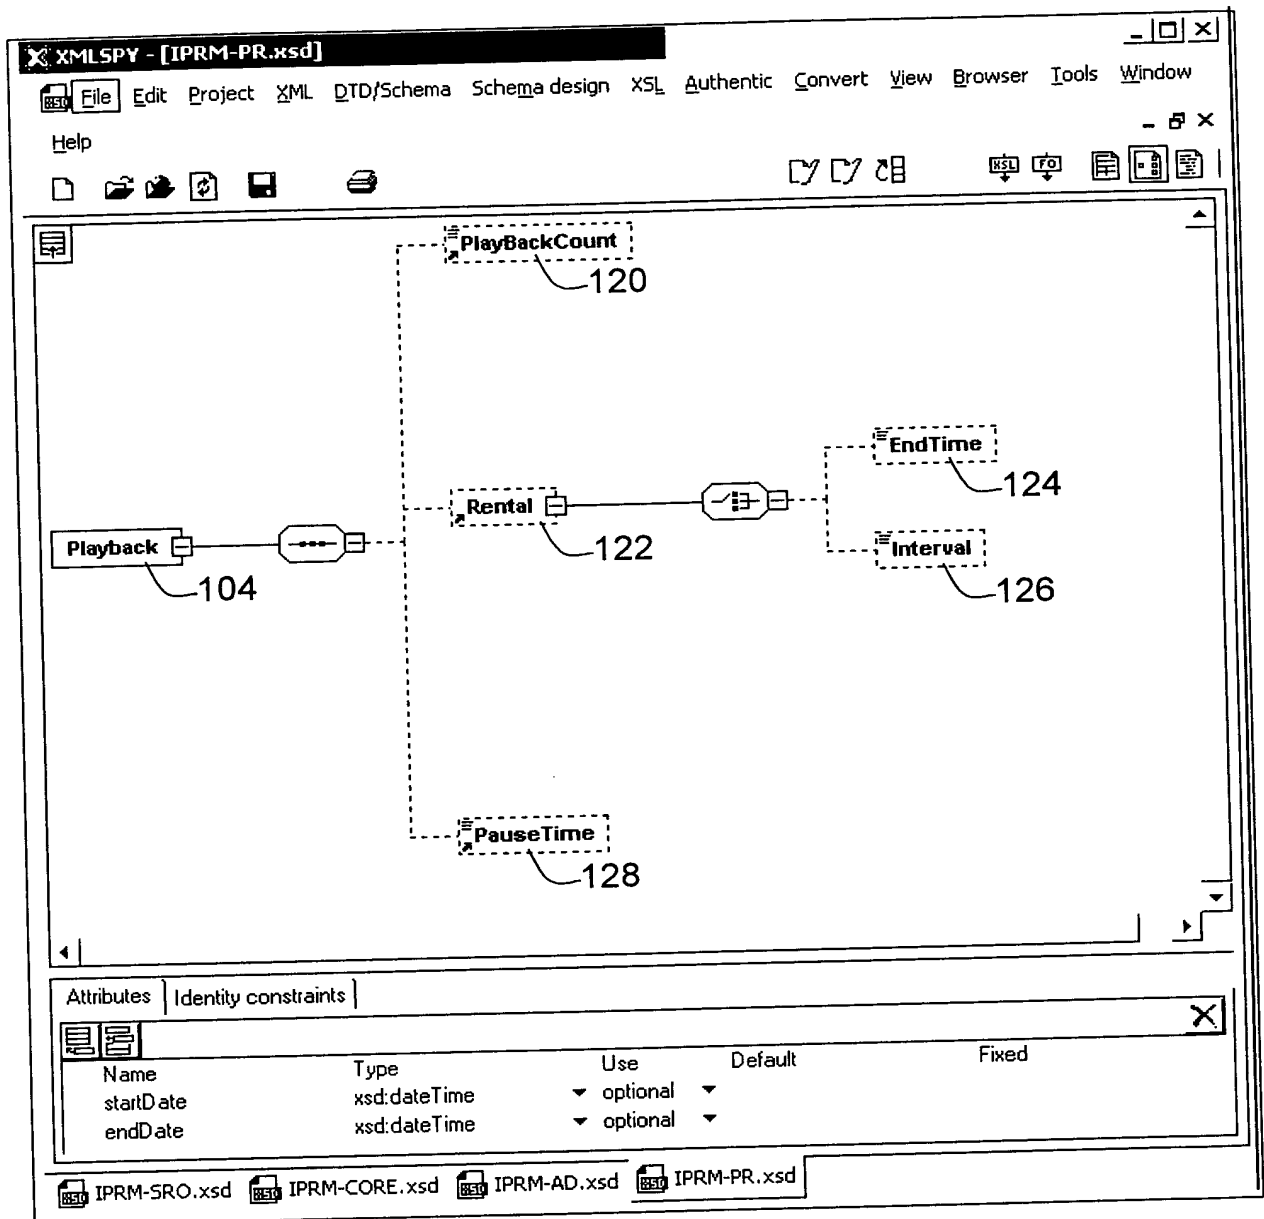 XMLSPY - [IPRM-PR.xsd]
File Edit Project XML DTD/Schema Schema design XSL Authentic Convert View Browser Tools Window
Help
XSL FO
PlayBackCount
120
EndTime
124
Rental
122
Interval
126
Playback
104
PauseTime
128
Attributes Identity constraints
Name Type Use Default Fixed
startDate xsd:dateTime optional
endDate xsd:dateTime optional
IPRM-SRO.xsd IPRM-CORE.xsd IPRM-AD.xsd IPRM-PR.xsd